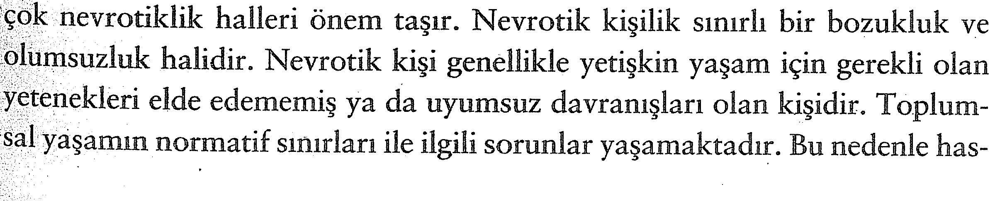 çok nevrotiklik halleri önem taşır. Nevrotik kişilik sınırlı bir bozukluk ve
olumsuzluk halidir. Nevrotik kişi genellikle yetişkin yaşam için gerekli olan
yetenekleri elde edememiş ya da uyumsuz davranışları olan kişidir. Toplum-
sal yaşamın normatif sınırları ile ilgili sorunlar yaşamaktadır. Bu nedenle has-